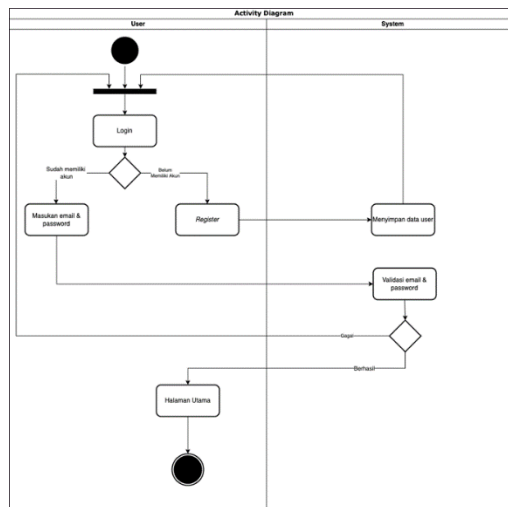 Activity Diagram
User
System
Login
Sudah memiliki
akun
Belum
Memiliki Akun
Masukan email &
password
Register
Menyimpan data user
Validasi email &
password
Gagal
Berhasil
Halaman Utama